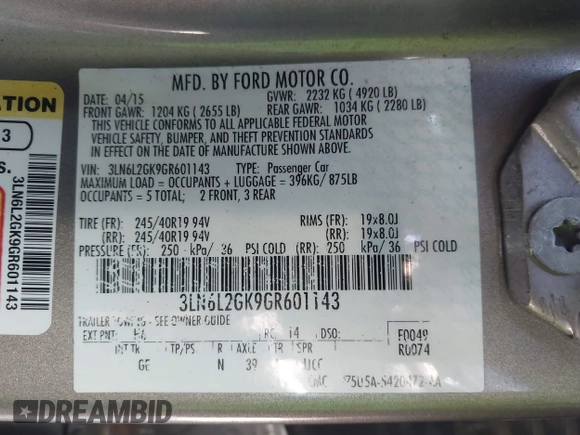 MFD. BY FORD MOTOR CO.
DATE: 04/15 GVWR: 2232 KG ( 4920 LB)
FRONT GAWR: 1204 KG ( 2655 LB) REAR GAWR: 1034 KG ( 2280 LB)
THIS VEHICLE CONFORMS TO ALL APPLICABLE FEDERAL MOTOR
VEHICLE SAFETY, BUMPER, AND THEFT PREVENTION STANDARDS
IN EFFECT ON THE DATE OF MANUFACTURE SHOWN ABOVE.
VIN: 3LN6L2GK9GR601143 TYPE: Passenger Car
MAXIMUM LOAD = OCCUPANTS + LUGGAGE = 396KG/ 875LB
OCCUPANTS = 5 TOTAL; 2 FRONT, 3 REAR
TIRE (FR): 245/40R19 94V RIMS (FR): 19x8.0J
(RR): 245/40R19 94V (RR): 19x8.0J
PRESSURE (FR): 250 kPa/ 36 PSI COLD (RR): 250 kPa/ 36 PSI COLD
3LN6L2GK9GR601143
TRAILER TOWING - SEE OWNER GUIDE
EXT PNT: RC: 14 DSO: F0049
R0074
INT TR TP/PS R AXLE TR SPR
GE N 39
3
3LN6L2GK9GR601143
DREAMBID